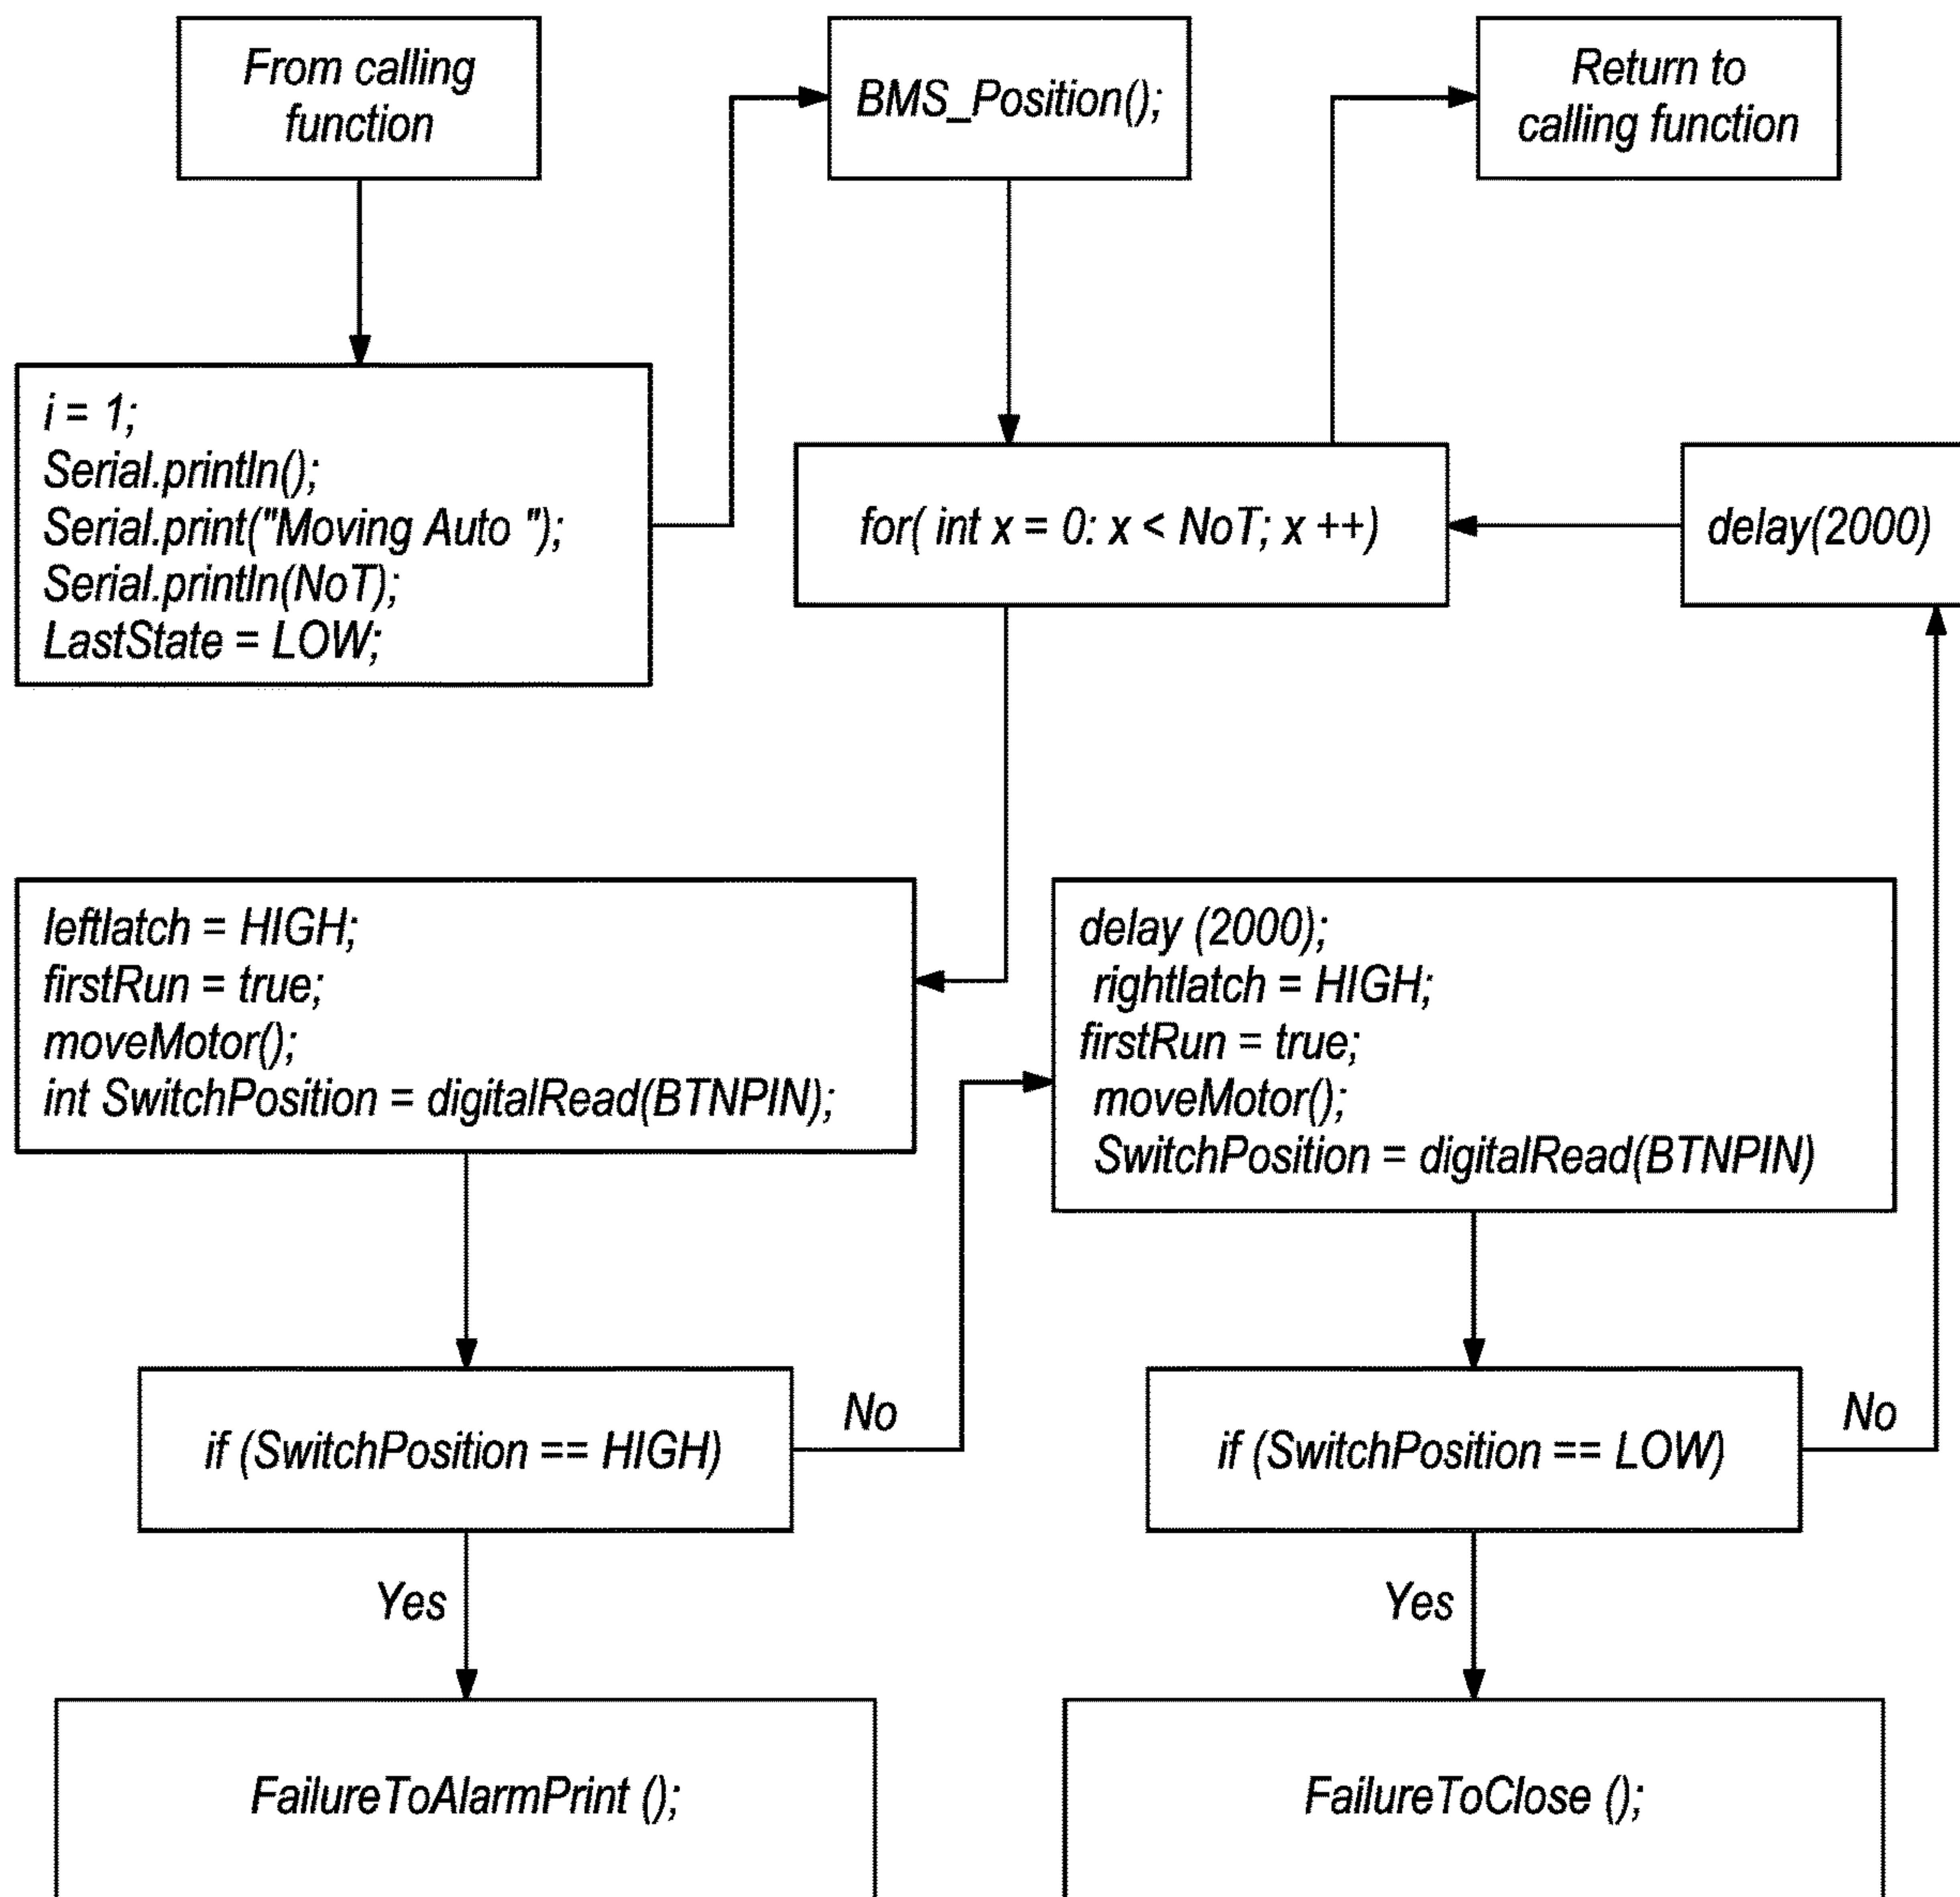 From calling
function
BMS_Position();
Return to
calling function
i = 1;
Serial.println();
Serial.print("Moving Auto ");
Serial.println(NoT);
LastState = LOW;
for( int x = 0: x < NoT; x ++)
delay(2000)
leftlatch = HIGH;
firstRun = true;
moveMotor();
int SwitchPosition = digitalRead(BTNPIN);
delay (2000);
rightlatch = HIGH;
firstRun = true;
moveMotor();
SwitchPosition = digitalRead(BTNPIN)
if (SwitchPosition == HIGH)
No
if (SwitchPosition == LOW)
No
Yes
Yes
FailureToAlarmPrint ();
FailureToClose ();